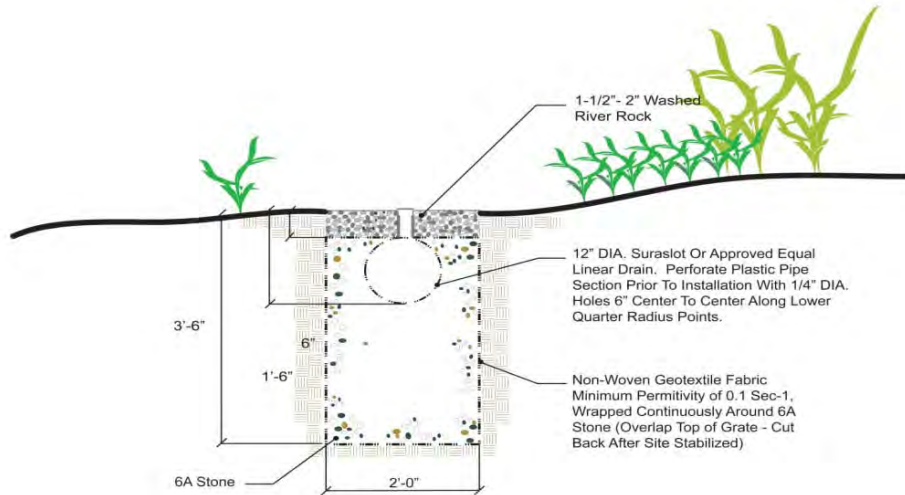 1-1/2”- 2” Washed
River Rock
12” DIA. Suraslot Or Approved Equal
Linear Drain. Perforate Plastic Pipe
Section Prior To Installation With 1/4” DIA.
Holes 6” Center To Center Along Lower
Quarter Radius Points.
3’-6”
6”
1’-6”
Non-Woven Geotextile Fabric
Minimum Permitivity of 0.1 Sec-1,
Wrapped Continuously Around 6A
Stone (Overlap Top of Grate - Cut
Back After Site Stabilized)
6A Stone
2’-0”